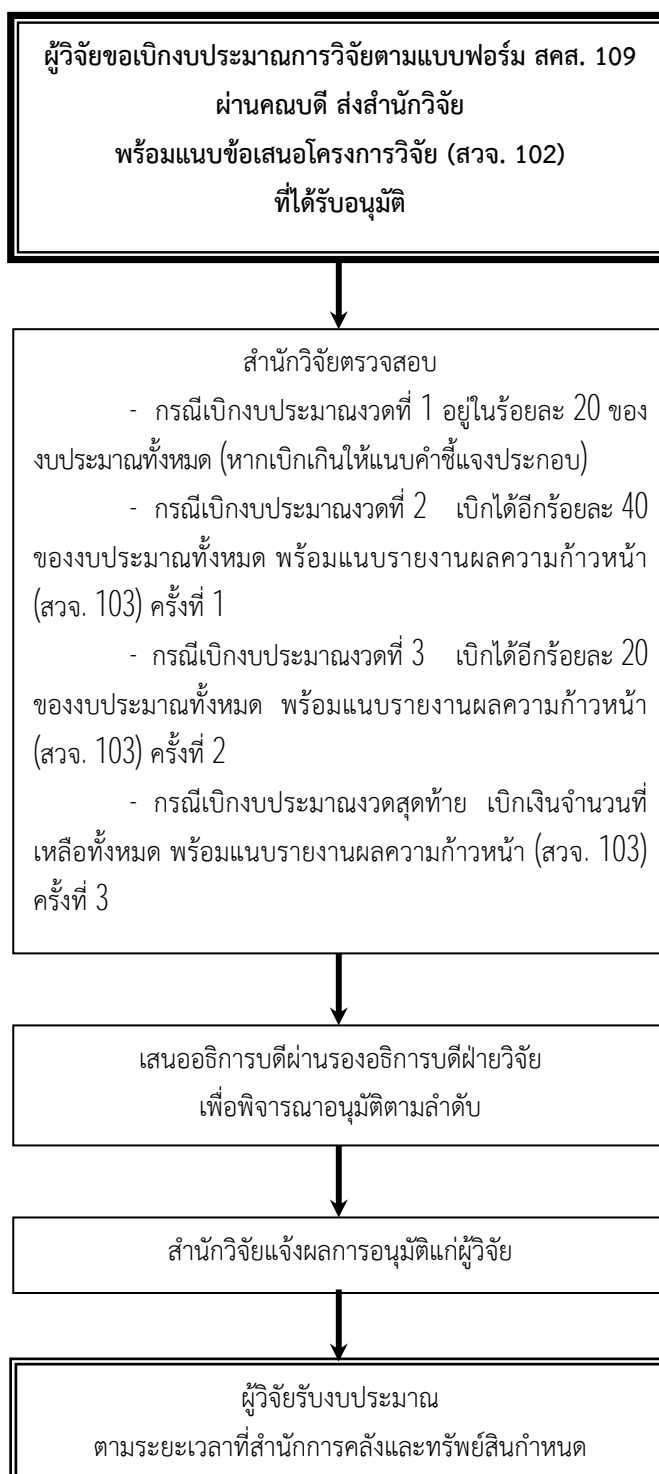 ผู้วิจัยขอเบิกงบประมาณการวิจัยตามแบบฟอร์ม สคส. 109
ผ่านคณบดี ส่งสำนักวิจัย
พร้อมแนบข้อเสนอโครงการวิจัย (สวจ. 102)
ที่ได้รับอนุมัติ
สำนักวิจัยตรวจสอบ
- กรณีเบิกงบประมาณงวดที่ 1 อยู่ในร้อยละ 20 ของ
งบประมาณทั้งหมด (หากเบิกเกินให้แนบคำชี้แจงประกอบ)
- กรณีเบิกงบประมาณงวดที่ 2 เบิกได้อีกร้อยละ 40
ของงบประมาณทั้งหมด พร้อมแนบรายงานผลความก้าวหน้า
(สวจ. 103) ครั้งที่ 1
- กรณีเบิกงบประมาณงวดที่ 3 เบิกได้อีกร้อยละ 20
ของงบประมาณทั้งหมด พร้อมแนบรายงานผลความก้าวหน้า
(สวจ. 103) ครั้งที่ 2
- กรณีเบิกงบประมาณงวดสุดท้าย เบิกเงินจำนวนที่
เหลือทั้งหมด พร้อมแนบรายงานผลความก้าวหน้า (สวจ. 103)
ครั้งที่ 3
เสนออธิการบดีผ่านรองอธิการบดีฝ่ายวิจัย
เพื่อพิจารณาอนุมัติตามลำดับ
สำนักวิจัยแจ้งผลการอนุมัติแก่ผู้วิจัย
ผู้วิจัยรับงบประมาณ
ตามระยะเวลาที่สำนักการคลังและทรัพย์สินกำหนด